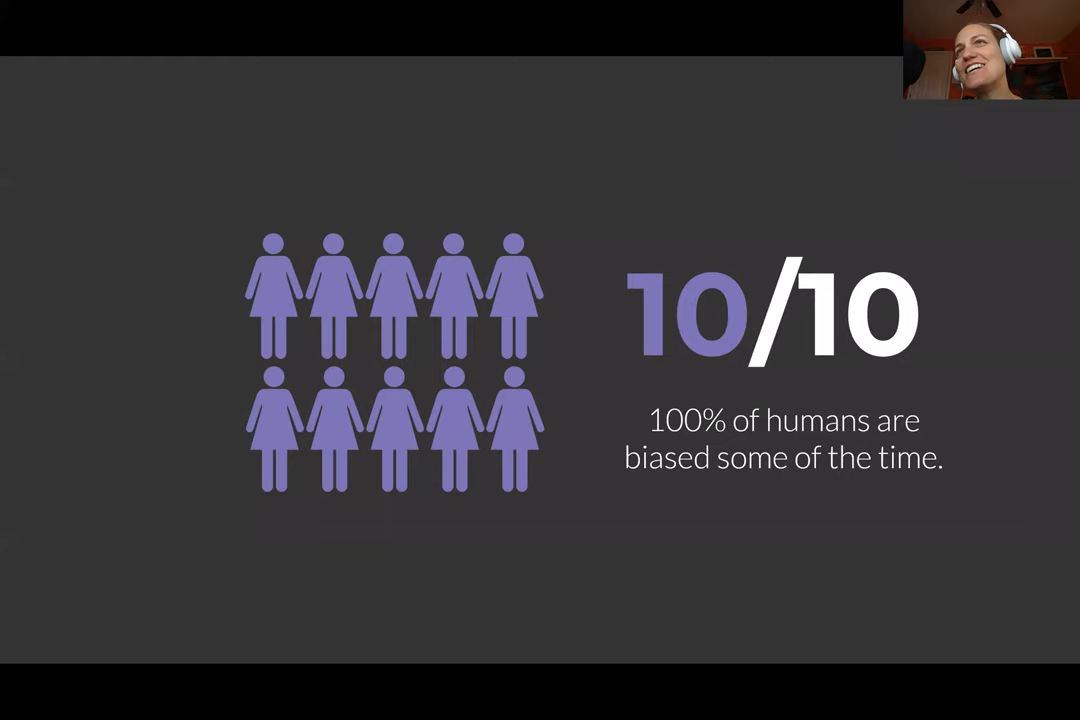 10/10
100% of humans are
biased some of the time.